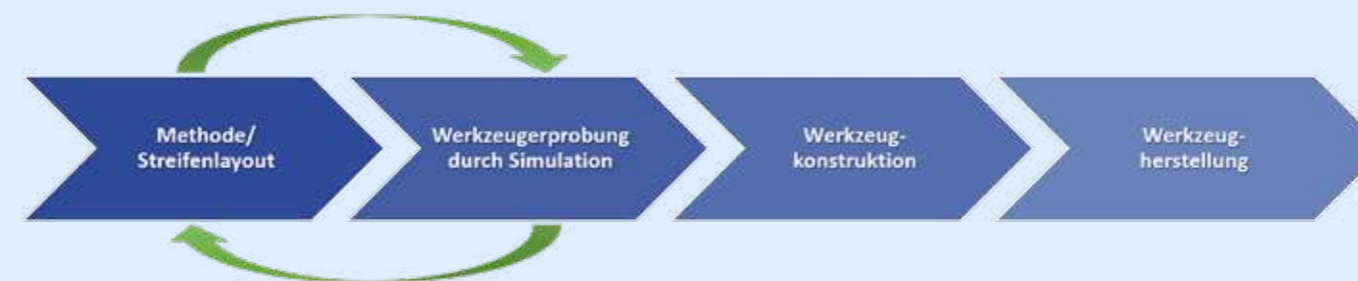 Methode/
Streifenlayout
Werkzeugerprobung
durch Simulation
Werkzeug-
konstruktion
Werkzeug-
herstellung